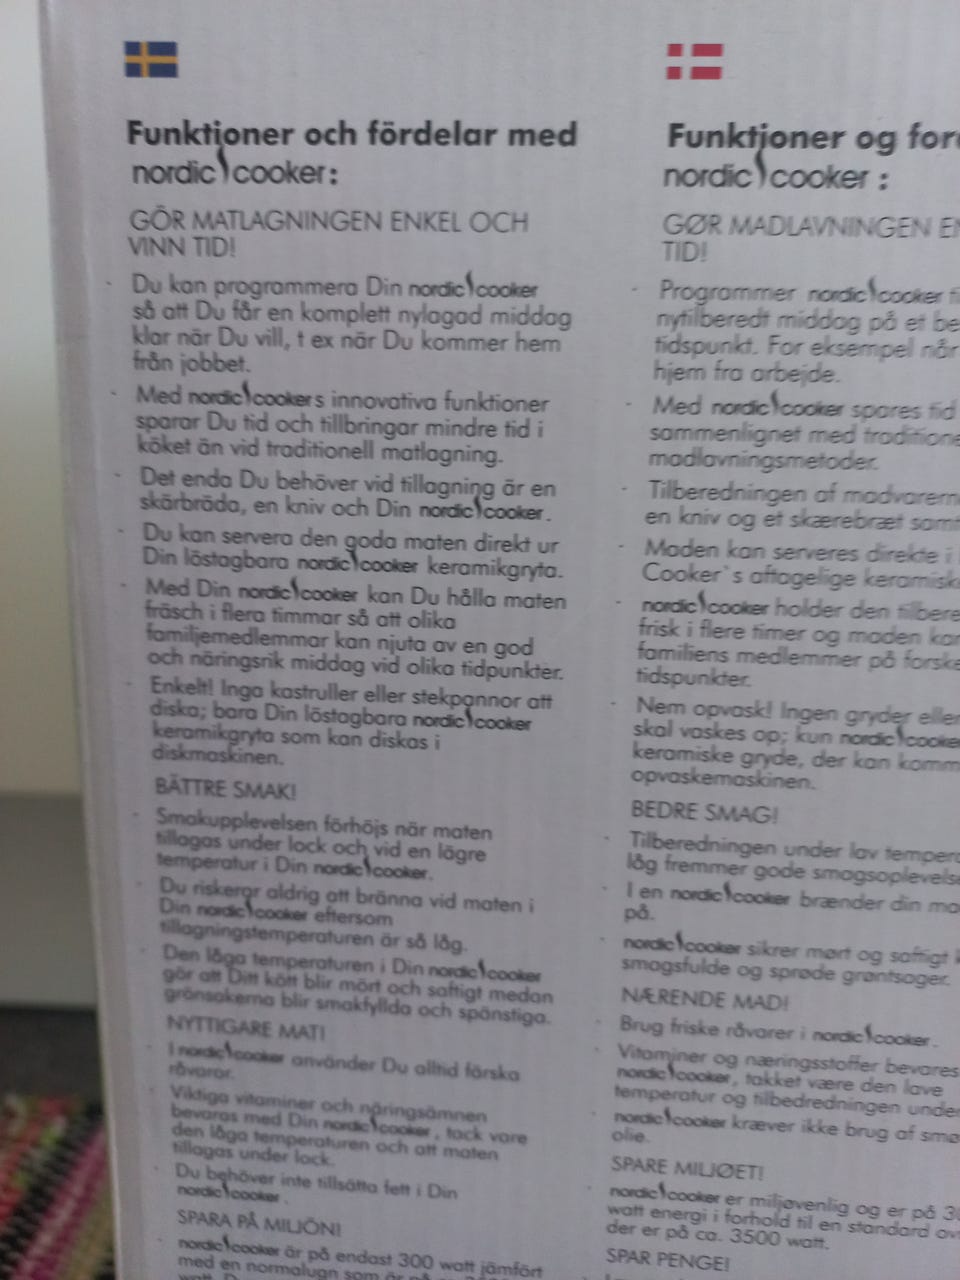 Funktioner och fördelar med
nordic cooker:
GÖR MATLAGNINGEN ENKEL OCH
VINN TID!
- Du kan programmera Din nordic cooker
så att Du får en komplett nylagad middag
klar när Du vill, t ex när Du kommer hem
från jobbet.
- Med nordic cookers innovativa funktioner
sparar Du tid och tillbringar mindre tid i
köket än vid traditionell matlagning.
- Det enda Du behöver vid tillagning är en
skärbräda, en kniv och Din nordic cooker.
- Du kan servera den goda maten direkt ur
Din löstagbara nordic cooker keramikgryta.
- Med Din nordic cooker kan Du hålla maten
fräsch i flera timmar så att olika
familjemedlemmar kan njuta av en god
och näringsrik middag vid olika tidpunkter.
- Enkelt! Inga kastruller eller stekpannor att
diska; bara Din löstagbara nordic cooker
keramikgryta som kan diskas i
diskmaskinen.
BÄTTRE SMAK!
- Smakupplevelsen förhöjs när maten
tillagas under lock och vid en lägre
temperatur i Din nordic cooker.
- Du riskerar aldrig att bränna vid maten i
Din nordic cooker eftersom
tillagningstemperaturen är så låg.
- Den låga temperaturen i Din nordic cooker
gör att Ditt kött blir mört och saftigt medan
grönsakerna blir smakfyllda och spänstiga.
NYTTIGARE MAT!
- I nordic cooker använder Du alltid färska
råvaror.
- Viktiga vitaminer och näringsämnen
bevaras med Din nordic cooker, tack vare
den låga temperaturen och att maten
tillagas under lock.
- Du behöver inte tillsätta fett i Din
nordic cooker.
SPARA PÅ MILJÖN!
- nordic cooker är på endast 300 watt jämfört
med en normalugn som är på
Funktioner og
nordic cooker :
GØR MADLAVNINGEN
TID!
- Programmer nordic cooker
nytilberedt middag på et
tidspunkt. For eksempel når
hjem fra arbejde.
- Med nordic cooker spares tid
sammenlignet med
madlavningsmetoder.
- Tilberedningen af
en kniv og et skærebræt
- Maden kan serveres direkte i
Cooker`s aftagelige
- nordic cooker holder den
frisk i flere timer og maden
familiens medlemmer på
tidspunkter.
- Nem opvask! Ingen gryder
skal vaskes op; kun nordic cooker
keramiske gryde, der kan
opvaskemaskinen.
BEDRE SMAG!
- Tilberedningen under lav
låg fremmer gode
- I en nordic cooker brænder din
på.
- nordic cooker sikrer mørt og saftigt
smagsfulde og sprøde grøntsager.
NÆRENDE MAD!
- Brug friske råvarer i nordic cooker.
- Vitaminer og næringsstoffer bevares
nordic cooker, takket være den lave
temperatur og tilbedredningen
- nordic cooker kræver ikke brug af
olie.
SPARE MILJØET!
- nordic cooker er miljøvenlig og er på
watt energi i forhold til en standard
der er på ca. 3500 watt.
SPAR PENGE!